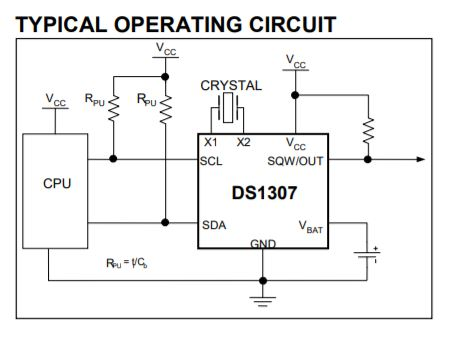 TYPICAL OPERATING CIRCUIT
VCC
VCC
CRYSTAL
VCC
RPU
RPU
X1
X2
VCC
SCL
SQW/OUT
CPU
DS1307
SDA
VBAT
GND
RPU = t/Cb
+
-